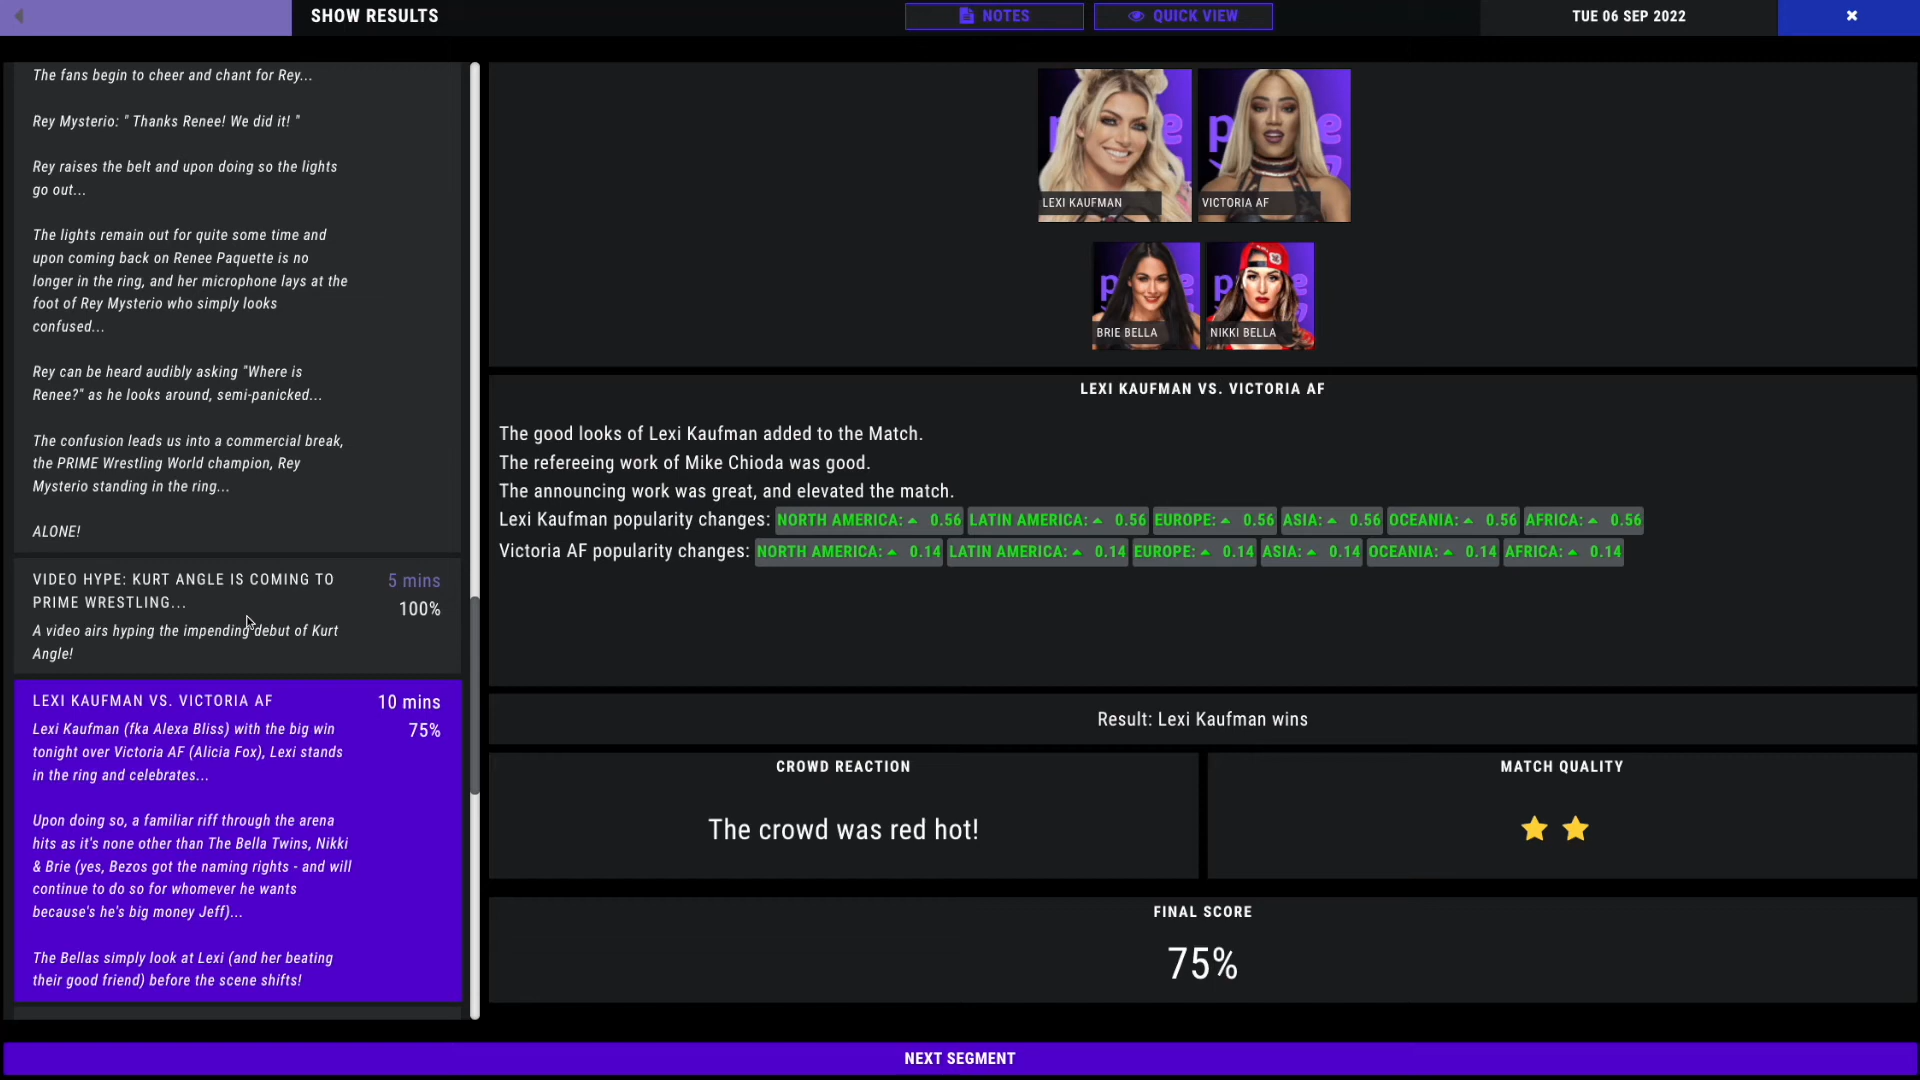 SHOW RESULTS
NOTES
QUICK VIEW
TUE 06 SEP 2022
The fans begin to cheer and chant for Rey...
Rey Mysterio: " Thanks Renee! We did it! "
Rey raises the belt and upon doing so the lights
go out...
The lights remain out for quite some time and
upon coming back on Renee Paquette is no
longer in the ring, and her microphone lays at the
foot of Rey Mysterio who simply looks
confused...
Rey can be heard audibly asking "Where is
Renee?" as he looks around, semi-panicked...
The confusion leads us into a commercial break,
the PRIME Wrestling World champion, Rey
Mysterio standing in the ring...
ALONE!
VIDEO HYPE: KURT ANGLE IS COMING TO
PRIME WRESTLING...
5 mins
100%
A video airs hyping the impending debut of Kurt
Angle!
LEXI KAUFMAN VS. VICTORIA AF
10 mins
75%
Lexi Kaufman (fka Alexa Bliss) with the big win
tonight over Victoria AF (Alicia Fox), Lexi stands
in the ring and celebrates...
Upon doing so, a familiar riff through the arena
hits as it's none other than The Bella Twins, Nikki
& Brie (yes, Bezos got the naming rights - and will
continue to do so for whomever he wants
because's he's big money Jeff)...
The Bellas simply look at Lexi (and her beating
their good friend) before the scene shifts!
LEXI KAUFMAN
VICTORIA AF
BRIE BELLA
NIKKI BELLA
LEXI KAUFMAN VS. VICTORIA AF
The good looks of Lexi Kaufman added to the Match.
The refereeing work of Mike Chioda was good.
The announcing work was great, and elevated the match.
Lexi Kaufman popularity changes: NORTH AMERICA: 0.56 LATIN AMERICA: 0.56 EUROPE: 0.56 ASIA: 0.56 OCEANIA: 0.56 AFRICA: 0.56
Victoria AF popularity changes: NORTH AMERICA: 0.14 LATIN AMERICA: 0.14 EUROPE: 0.14 ASIA: 0.14 OCEANIA: 0.14 AFRICA: 0.14
Result: Lexi Kaufman wins
CROWD REACTION
The crowd was red hot!
MATCH QUALITY
FINAL SCORE
75%
NEXT SEGMENT